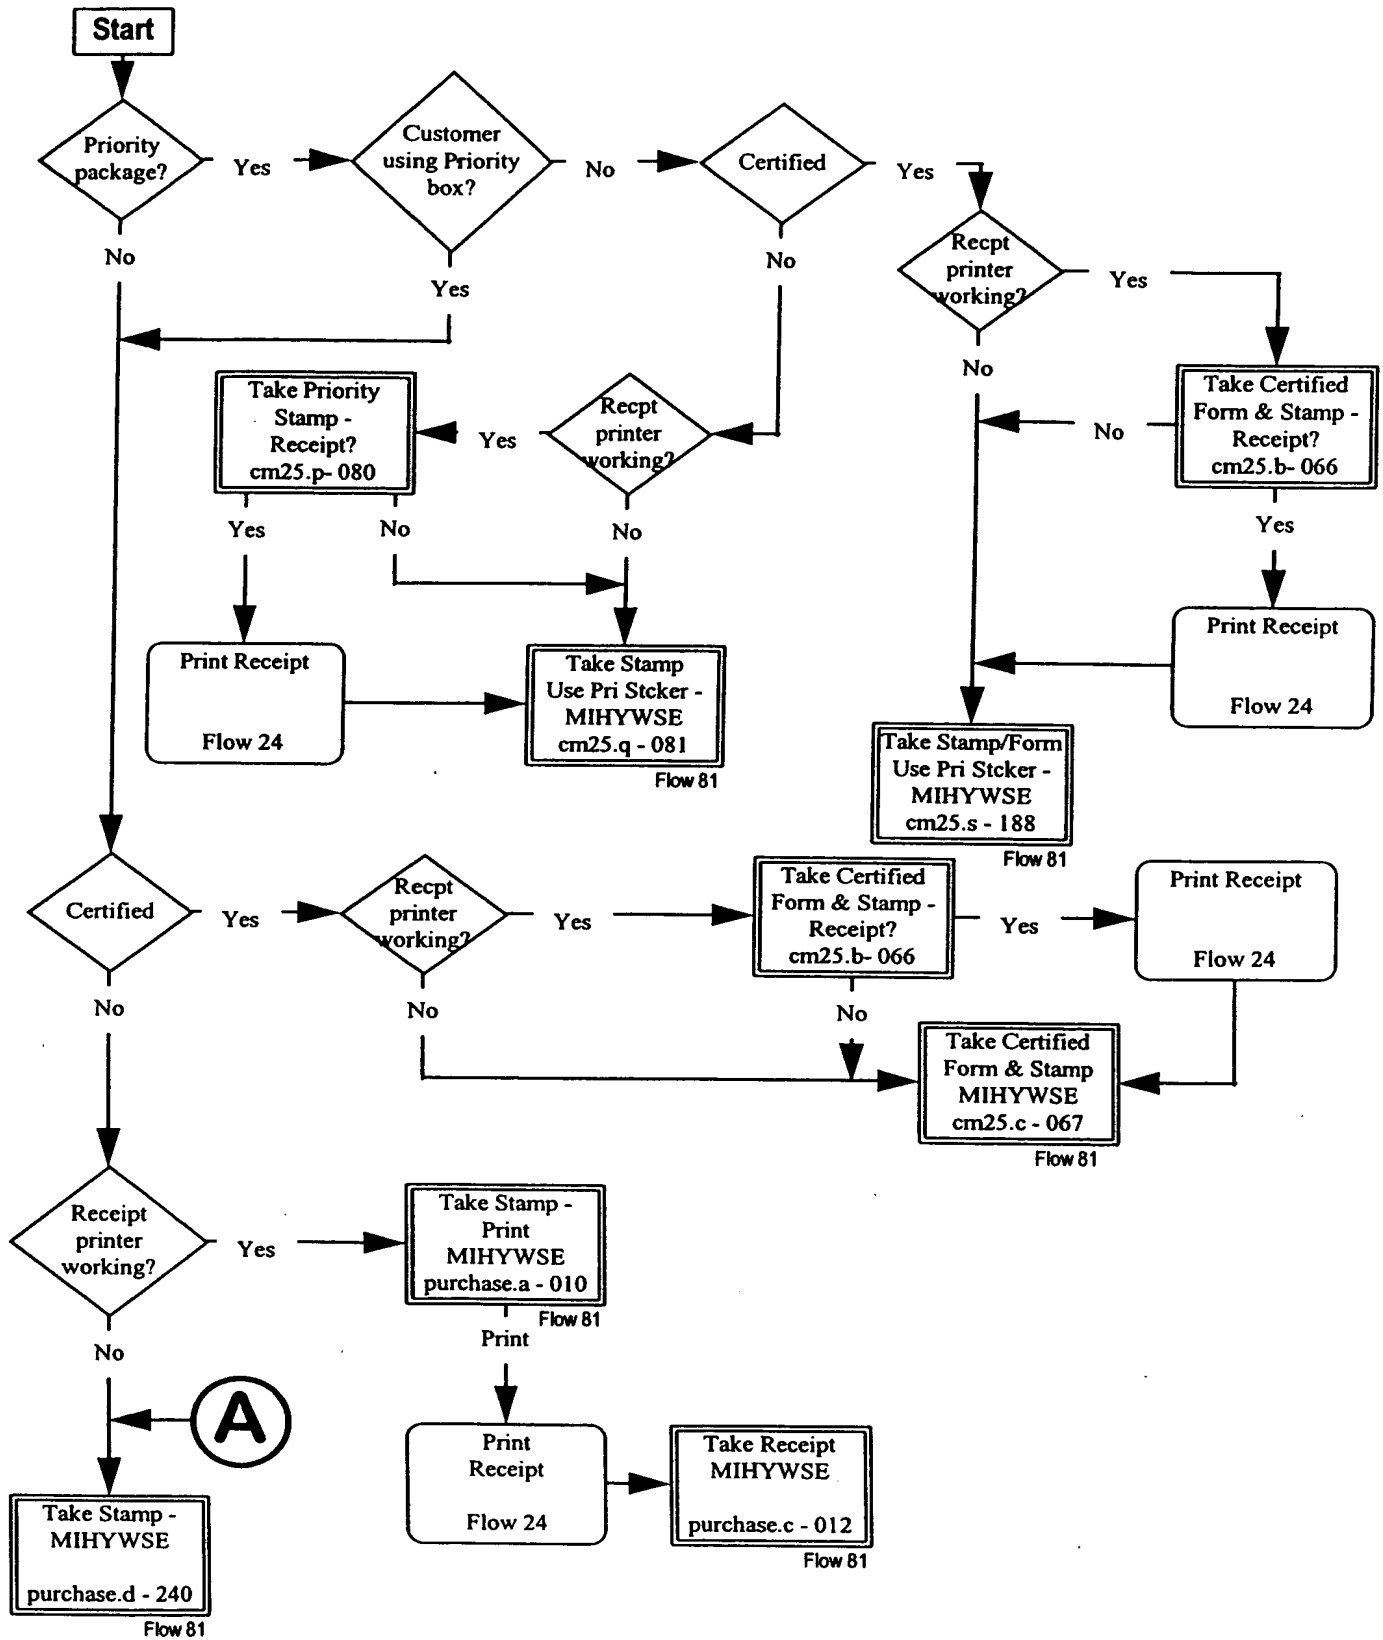 Start
Priority
package?
Yes
Customer
using Priority
box?
No
Certified
Yes
No
Yes
No
Recpt
printer
working?
Yes
No
Take Certified
Form & Stamp -
Receipt?
cm25.b- 066
No
Yes
Print Receipt
Flow 24
Take Priority
Stamp -
Receipt?
cm25.p- 080
Yes
Recpt
printer
working?
Yes
No
No
Print Receipt
Flow 24
Take Stamp
Use Pri Stcker -
MIHYWSE
cm25.q - 081
Flow 81
Take Stamp/Form
Use Pri Stcker -
MIHYWSE
cm25.s - 188
Flow 81
Certified
Yes
Recpt
printer
working?
Yes
Take Certified
Form & Stamp -
Receipt?
cm25.b- 066
Yes
Print Receipt
Flow 24
No
No
No
Take Certified
Form & Stamp
MIHYWSE
cm25.c - 067
Flow 81
Receipt
printer
working?
Yes
Take Stamp -
Print
MIHYWSE
purchase.a - 010
Flow 81
Print
No
A
Print
Receipt
Flow 24
Take Receipt
MIHYWSE
purchase.c - 012
Flow 81
Take Stamp -
MIHYWSE
purchase.d - 240
Flow 81